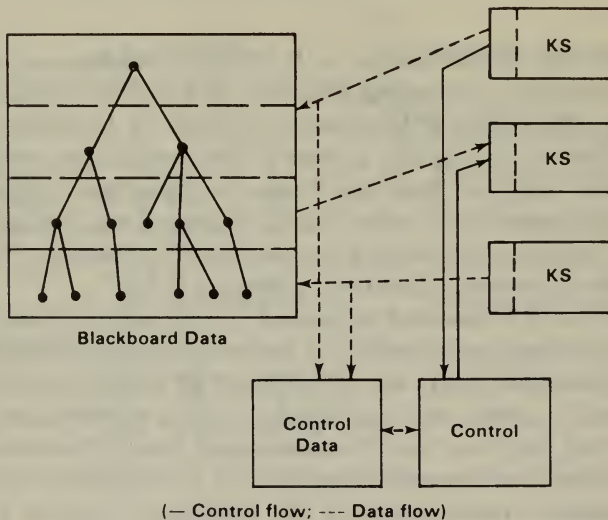 KS
KS
KS
Blackboard Data
Control
Data
Control
(— Control flow; --- Data flow)